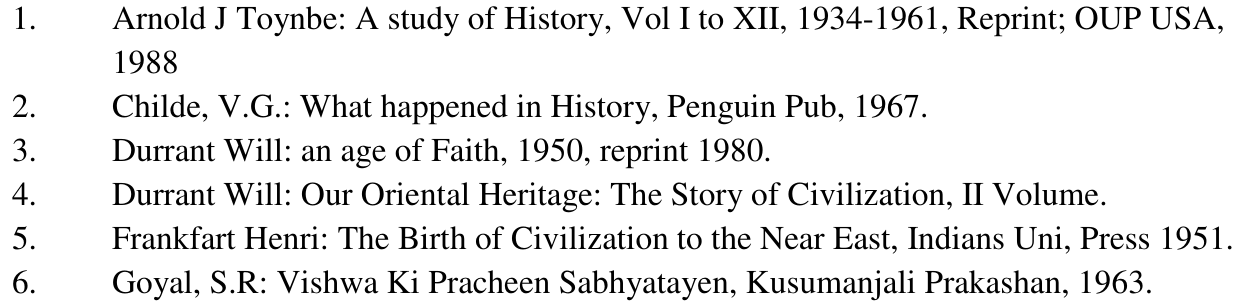 1. Arnold J Toynbe: A study of History, Vol I to XII, 1934-1961, Reprint; OUP USA,
1988
2. Childe, V.G.: What happened in History, Penguin Pub, 1967.
3. Durrant Will: an age of Faith, 1950, reprint 1980.
4. Durrant Will: Our Oriental Heritage: The Story of Civilization, II Volume.
5. Frankfart Henri: The Birth of Civilization to the Near East, Indians Uni, Press 1951.
6. Goyal, S.R: Vishwa Ki Pracheen Sabhyatayen, Kusumanjali Prakashan, 1963.